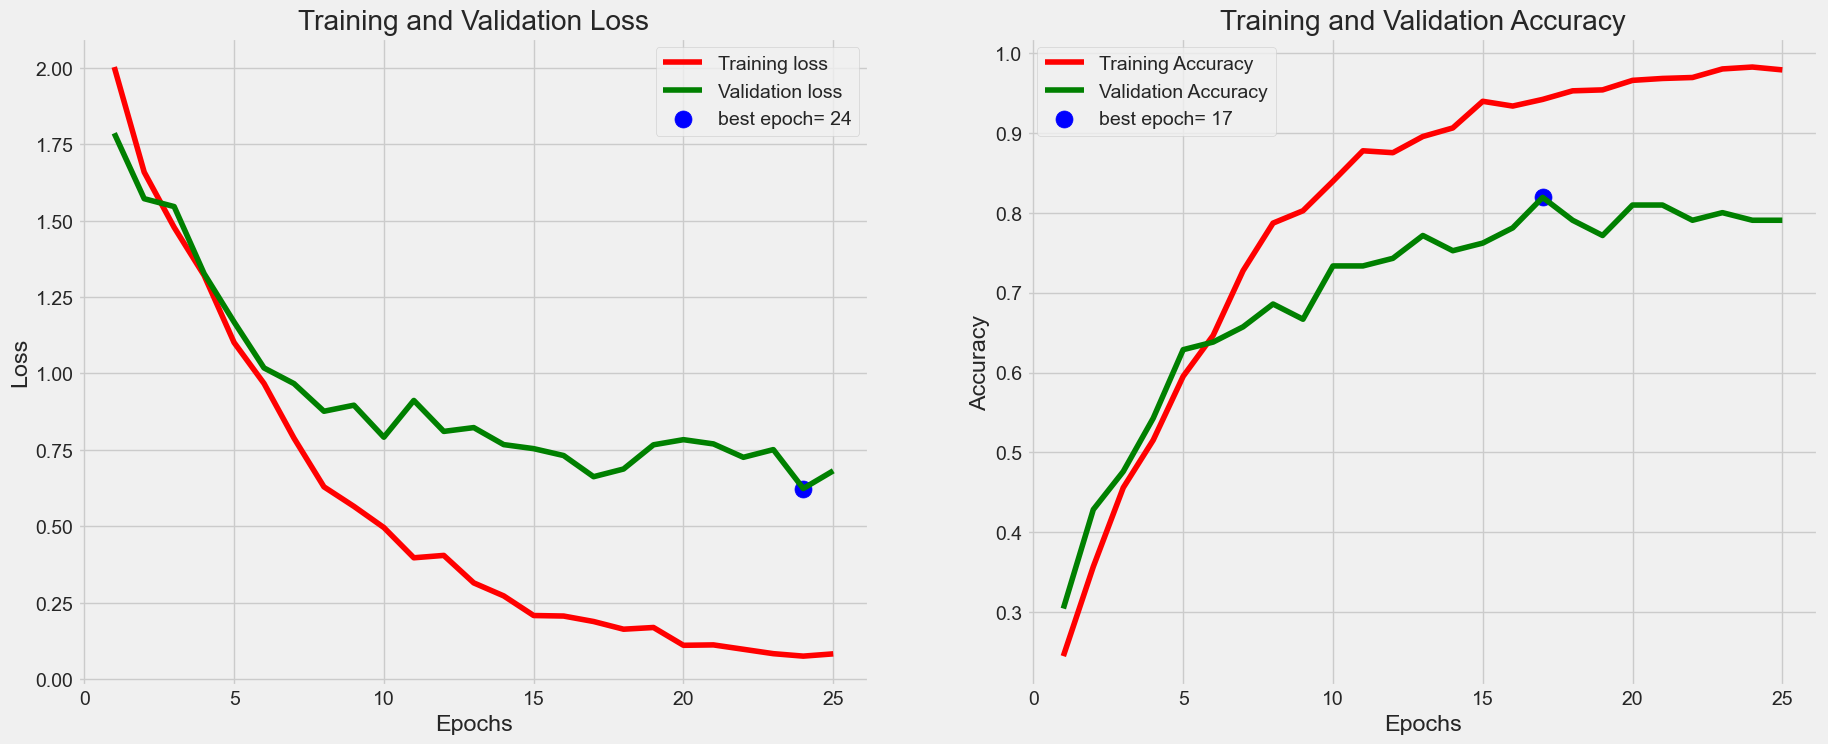 Training and Validation Loss
Training loss
Validation loss
best epoch= 24
2.00
1.75
1.50
1.25
1.00
0.75
0.50
0.25
0.00
Loss
0
5
10
15
20
25
Epochs
Training and Validation Accuracy
Training Accuracy
Validation Accuracy
best epoch= 17
1.0
0.9
0.8
0.7
0.6
0.5
0.4
0.3
Accuracy
0
5
10
15
20
25
Epochs